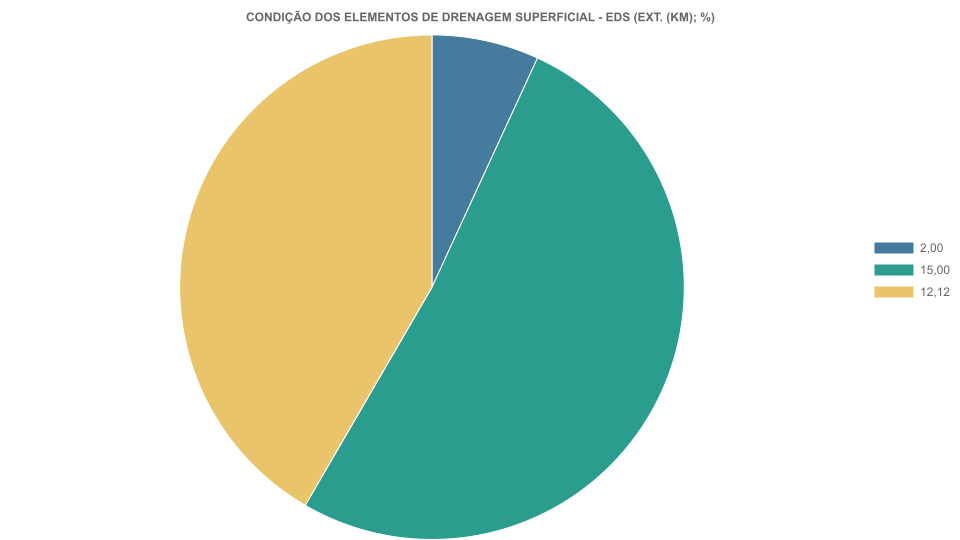 CONDIÇÃO DOS ELEMENTOS DE DRENAGEM SUPERFICIAL - EDS (EXT. (KM); %)
2,00
15,00
12,12